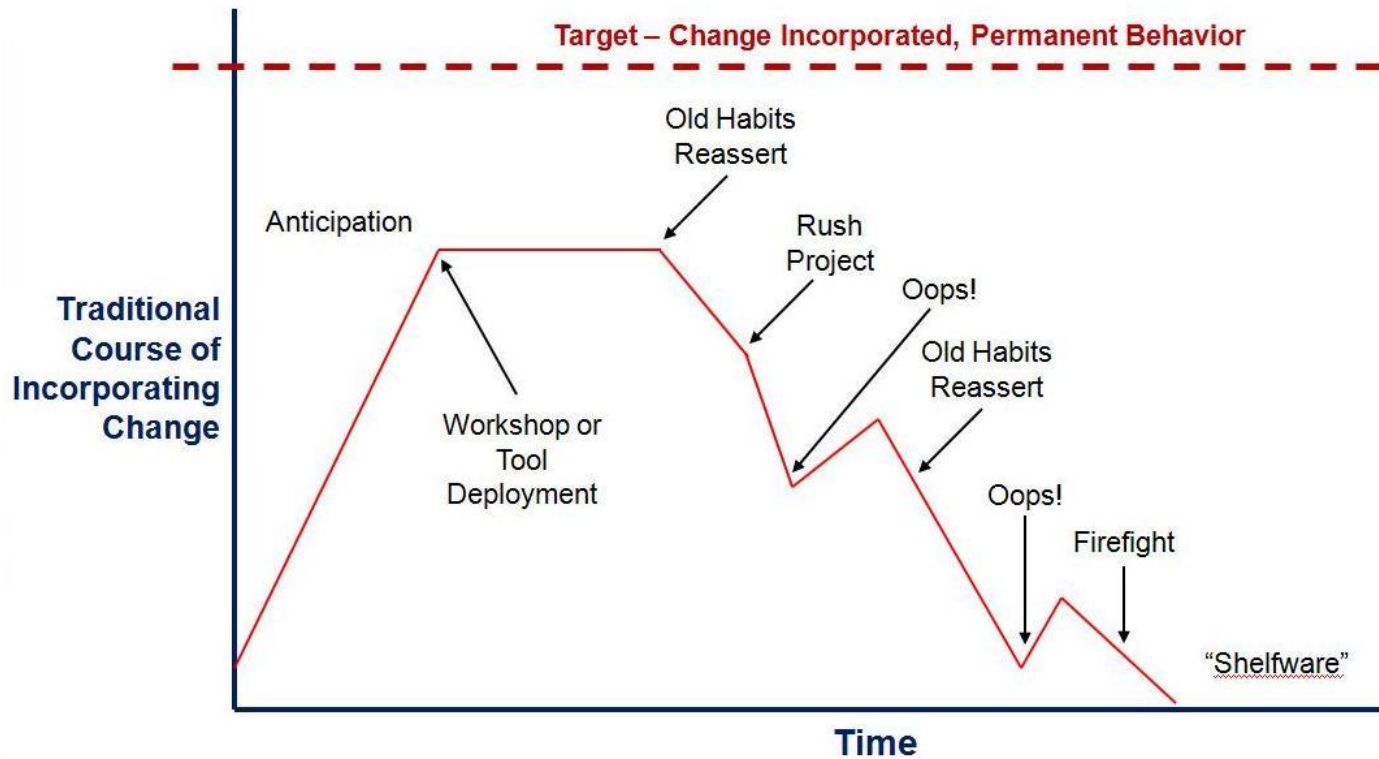 Target – Change Incorporated, Permanent Behavior
Old Habits
Reassert
Anticipation
Rush
Project
Oops!
Traditional
Course of
Incorporating
Change
Old Habits
Reassert
Workshop or
Tool
Deployment
Oops!
Firefight
“Shelfware”
Time